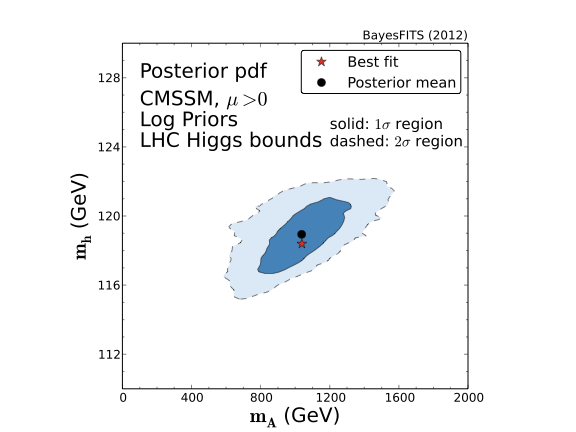 BayesFITS (2012)
Posterior pdf
CMSSM, μ >0
Log Priors
LHC Higgs bounds
Best fit
Posterior mean
solid: 1σ region
dashed: 2σ region
128
124
120
116
112
m_h (GeV)
0 400 800 1200 1600 2000
m_A (GeV)